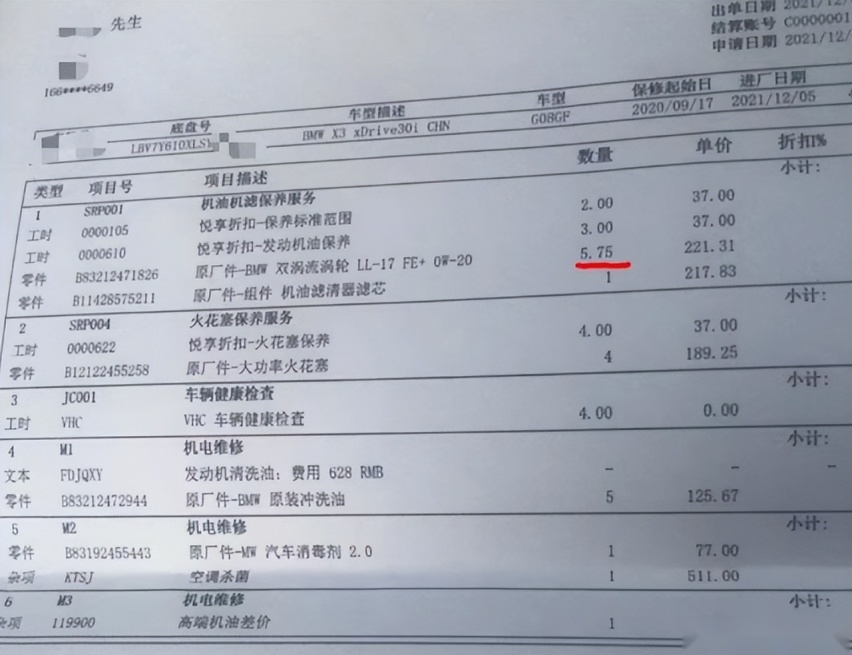 先生
166****6649
出单日期 2021/12/
结算账号 C0000001
申请日期 2021/12/
底盘号 车型描述 车型 保修起始日 进厂日期
LBV7Y610XLS BMW X3 xDrive30i CHN G08GF 2020/09/17 2021/12/05
类型 项目号 项目描述 数量 单价 折扣%
1 SRP001 机油机滤保养服务 小计:
工时 0000105 悦享折扣-保养标准范围 2.00 37.00
工时 0000610 悦享折扣-发动机油保养 3.00 37.00
零件 B83212471826 原厂件-BMW 双涡流涡轮 LL-17 FE+ 0W-20 5.75 221.31
零件 B11428575211 原厂件-组件 机油滤清器滤芯 1 217.83
2 SRP004 火花塞保养服务 小计:
工时 0000622 悦享折扣-火花塞保养 4.00 37.00
零件 B12122455258 原厂件-大功率火花塞 4 189.25
3 JC001 车辆健康检查 小计:
工时 VHC VHC 车辆健康检查 4.00 0.00
4 M1 机电维修 小计:
文本 FDJQXY 发动机清洗油: 费用 628 RMB - - -
零件 B83212472944 原厂件-BMW 原装冲洗油 5 125.67
5 M2 机电维修 小计:
零件 B83192455443 原厂件-MW 汽车消毒剂 2.0 1 77.00
杂项 KTSJ 空调杀菌 1 511.00
6 M3 机电维修 小计:
杂项 119900 高端机油差价 1